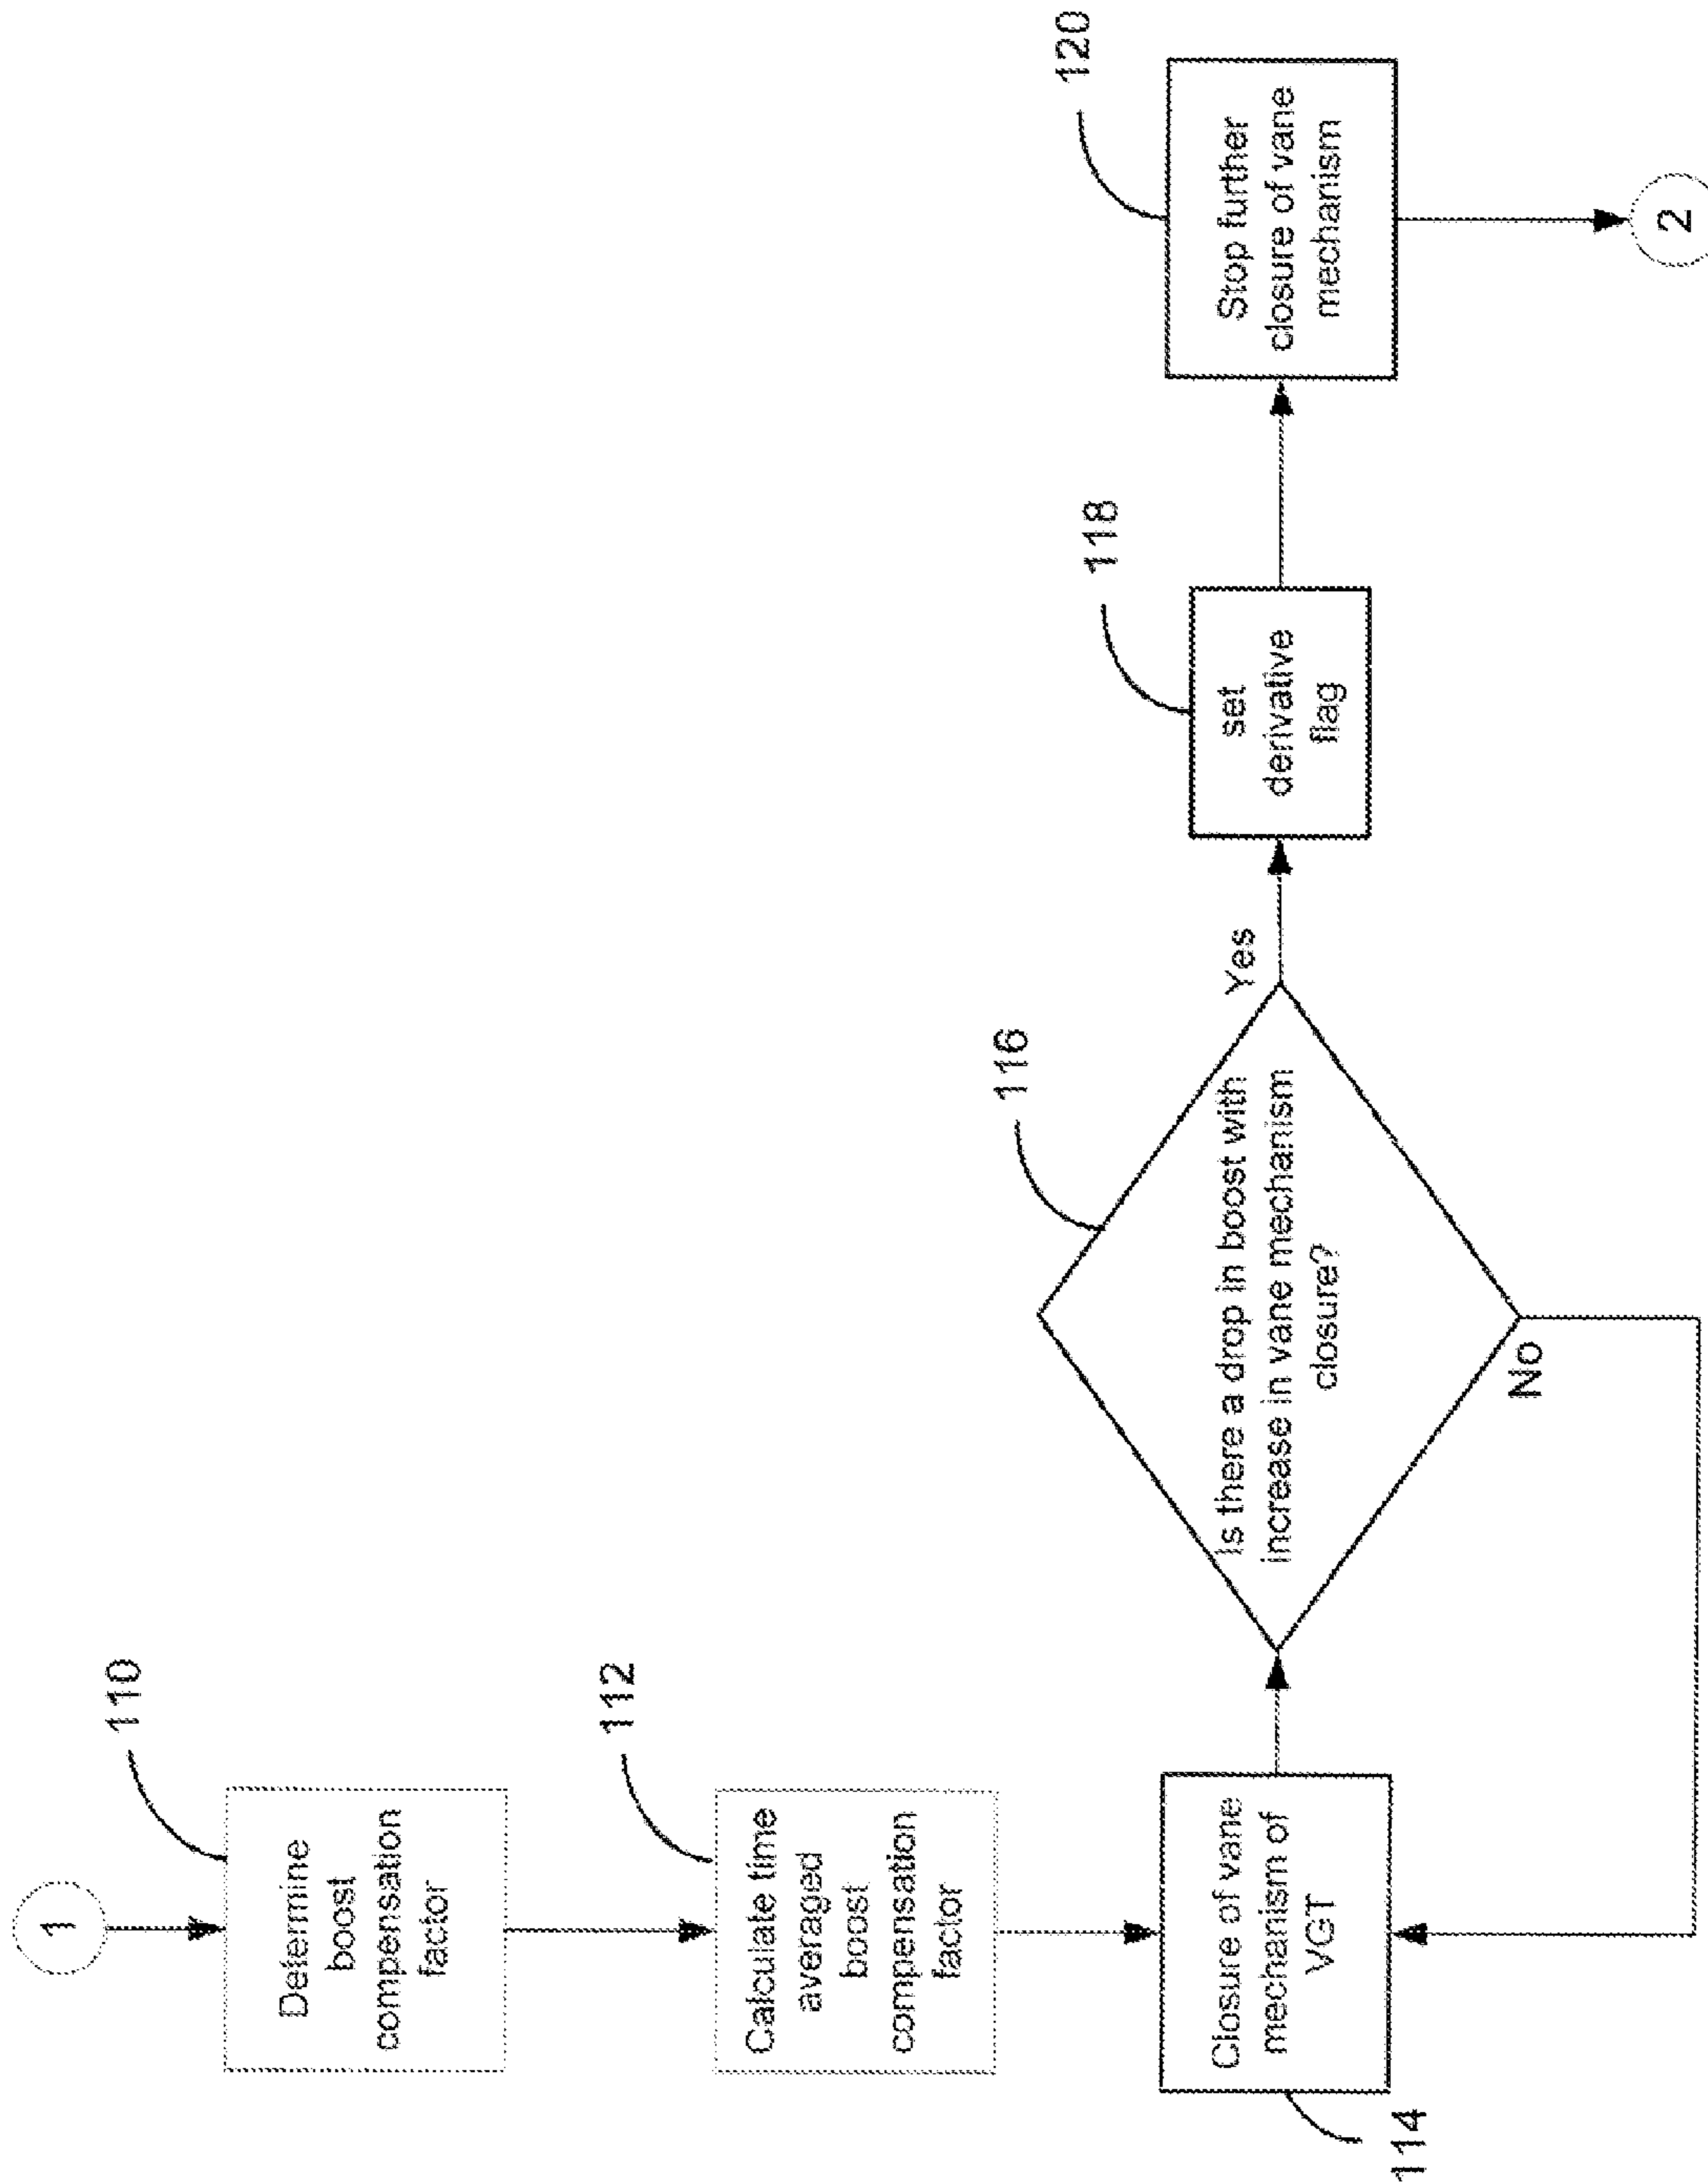 1
110
Determine
boost
compensation
factor
112
Calculate time
averaged
boost
compensation
factor
114
Closure of vane
mechanism of
VGT
116
Is there a drop in boost with
increase in vane mechanism
closure?
Yes
No
118
set
derivative
flag
120
Stop further
closure of vane
mechanism
2